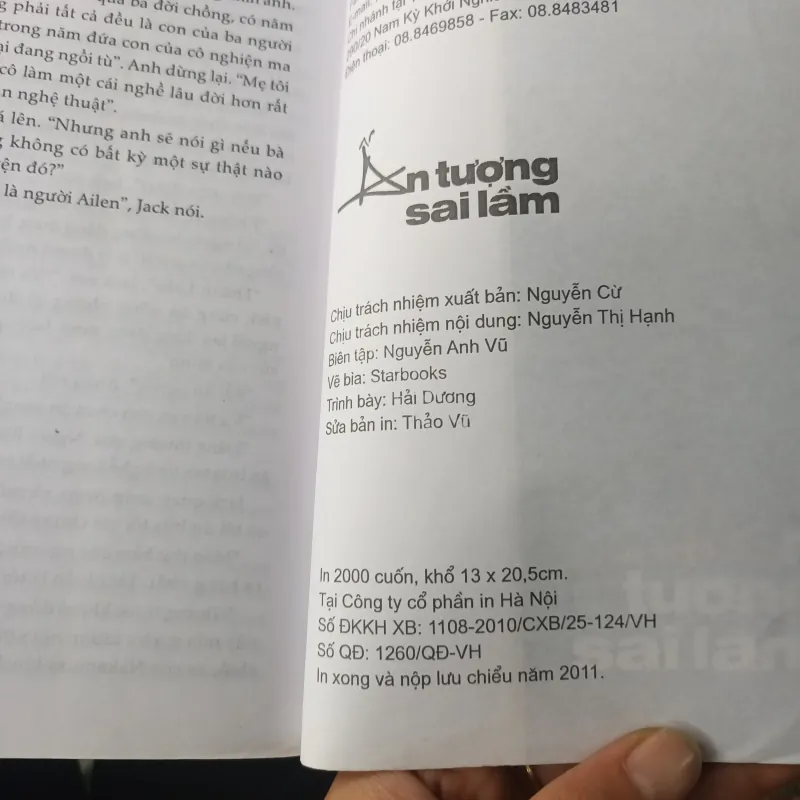 qua ba đời chồng, có năm
phải tất cả đều là con của ba người
trong năm đứa con của cô nghiện ma
đang ngồi tù”. Anh dừng lại. “Mẹ tôi
cô làm một cái nghề lâu đời hơn rất
nghệ thuật”.
lên. “Nhưng anh sẽ nói gì nếu bà
không có bất kỳ một sự thật nào
đó?”
là người Ailen”, Jack nói.
Chi nhánh tại
290/20 Nam Kỳ Khởi
Điện thoại: 08.8469858 - Fax: 08.8483481
Ấn tượng
sai lầm
Chịu trách nhiệm xuất bản: Nguyễn Cừ
Chịu trách nhiệm nội dung: Nguyễn Thị Hạnh
Biên tập: Nguyễn Anh Vũ
Vẽ bìa: Starbooks
Trình bày: Hải Dương
Sửa bản in: Thảo Vũ
In 2000 cuốn, khổ 13 x 20,5cm.
Tại Công ty cổ phần in Hà Nội
Số ĐKKH XB: 1108-2010/CXB/25-124/VH
Số QĐ: 1260/QĐ-VH
In xong và nộp lưu chiểu năm 2011.